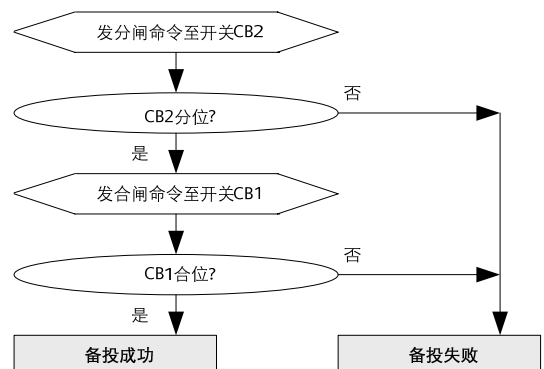 发分闸命令至开关CB2
否
CB2分位?
是
发合闸命令至开关CB1
否
CB1合位?
是
备投成功
备投失败